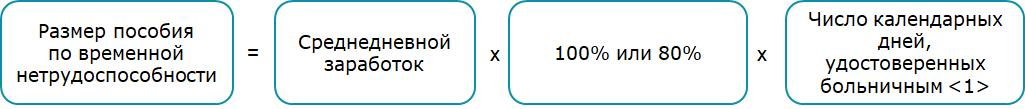 Размер пособия
по временной
нетрудоспособности
=
Среднедневной
заработок
x
100% или 80%
x
Число календарных
дней,
удостоверенных
больничным <1>